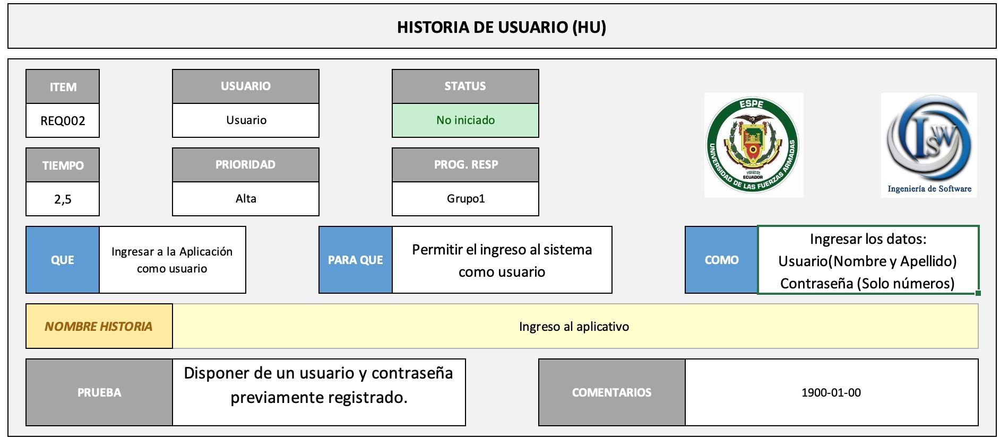 HISTORIA DE USUARIO (HU)
ITEM
USUARIO
STATUS
REQ002
Usuario
No iniciado
TIEMPO
PRIORIDAD
PROG. RESP
2,5
Alta
Grupo1
ESPE
UNIVERSIDAD DE LAS FUERZAS ARMADAS
1922
ECUADOR
ISW
Ingeniería de Software
QUE
Ingresar a la Aplicación
como usuario
PARA QUE
Permitir el ingreso al sistema
como usuario
COMO
Ingresar los datos:
Usuario(Nombre y Apellido)
Contraseña (Solo números)
NOMBRE HISTORIA
Ingreso al aplicativo
PRUEBA
Disponer de un usuario y contraseña
previamente registrado.
COMENTARIOS
1900-01-00